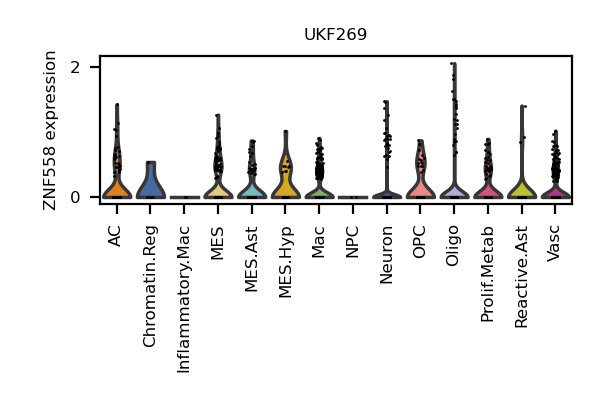 UKF269
ZNF558 expression
2
0
AC
Chromatin.Reg
Inflammatory.Mac
MES
MES.Ast
MES.Hyp
Mac
NPC
Neuron
OPC
Oligo
Prolif.Metab
Reactive.Ast
Vasc